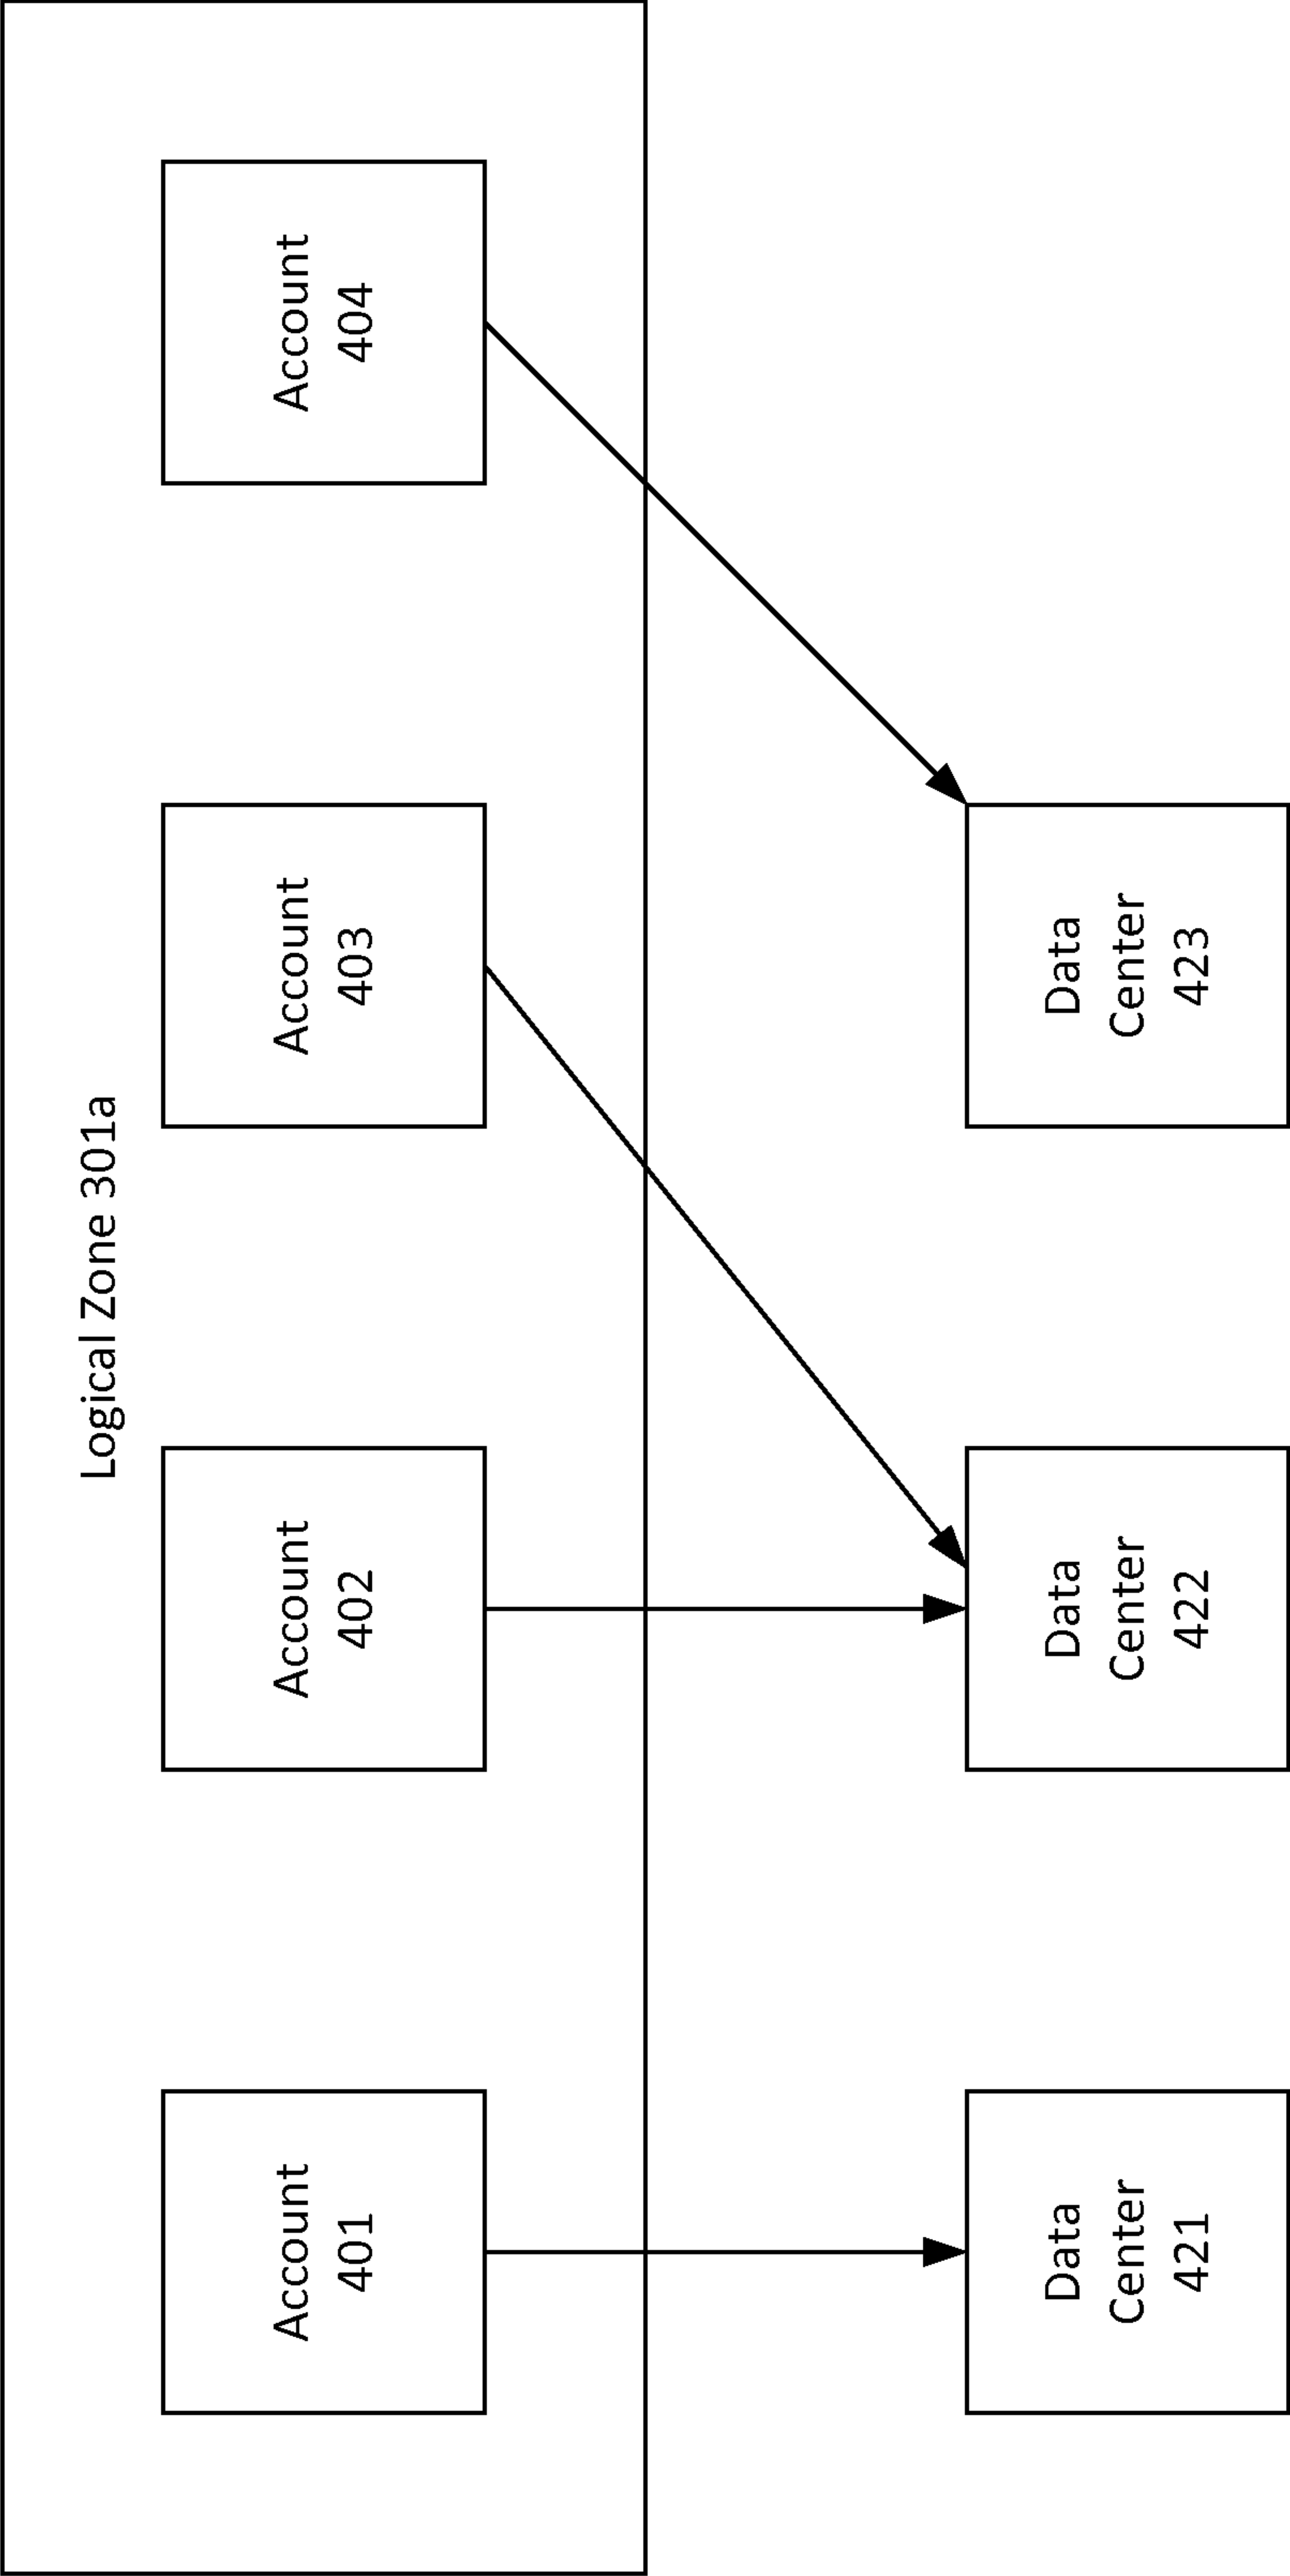 Logical Zone 301a
Account
401
Account
402
Account
403
Account
404
Data
Center
421
Data
Center
422
Data
Center
423